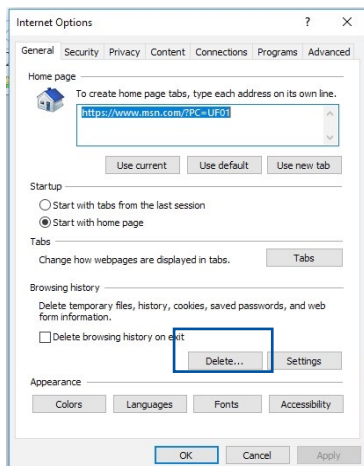 Internet Options ? X
General Security Privacy Content Connections Programs Advanced
Home page
To create home page tabs, type each address on its own line.
https://www.msn.com/?PC=UF01
Use current Use default Use new tab
Startup
Start with tabs from the last session
Start with home page
Tabs
Change how webpages are displayed in tabs. Tabs
Browsing history
Delete temporary files, history, cookies, saved passwords, and web
form information.
Delete browsing history on exit
Delete... Settings
Appearance
Colors Languages Fonts Accessibility
OK Cancel Apply